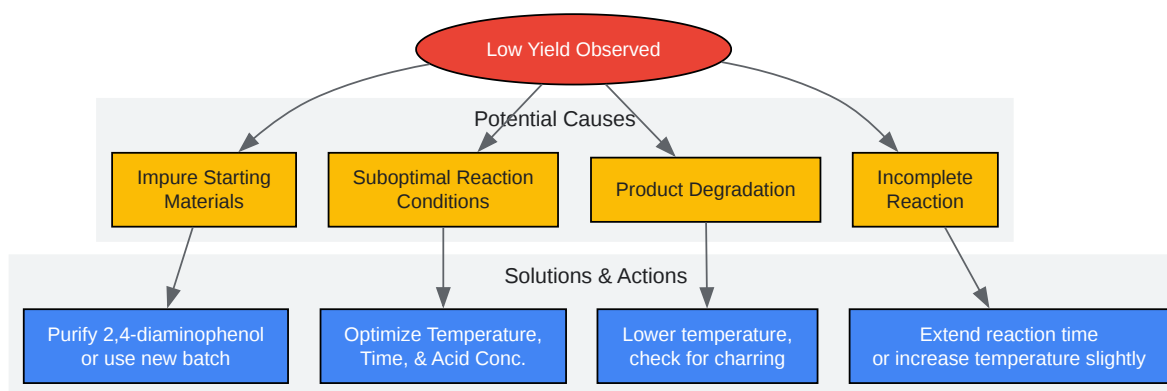 Low Yield Observed
Potential Causes
Impure Starting
Materials
Suboptimal Reaction
Conditions
Product Degradation
Incomplete
Reaction
Solutions & Actions
Purify 2,4-diaminophenol
or use new batch
Optimize Temperature,
Time, & Acid Conc.
Lower temperature,
check for charring
Extend reaction time
or increase temperature slightly